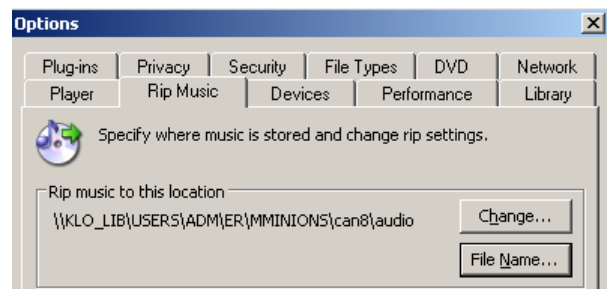 Options
Plug-ins Privacy Security File Types DVD Network
Player Rip Music Devices Performance Library
Specify where music is stored and change rip settings.
Rip music to this location
\\KLO_LIB\USERS\ADM\ER\MMINIONS\can8\audio
Change...
File Name...